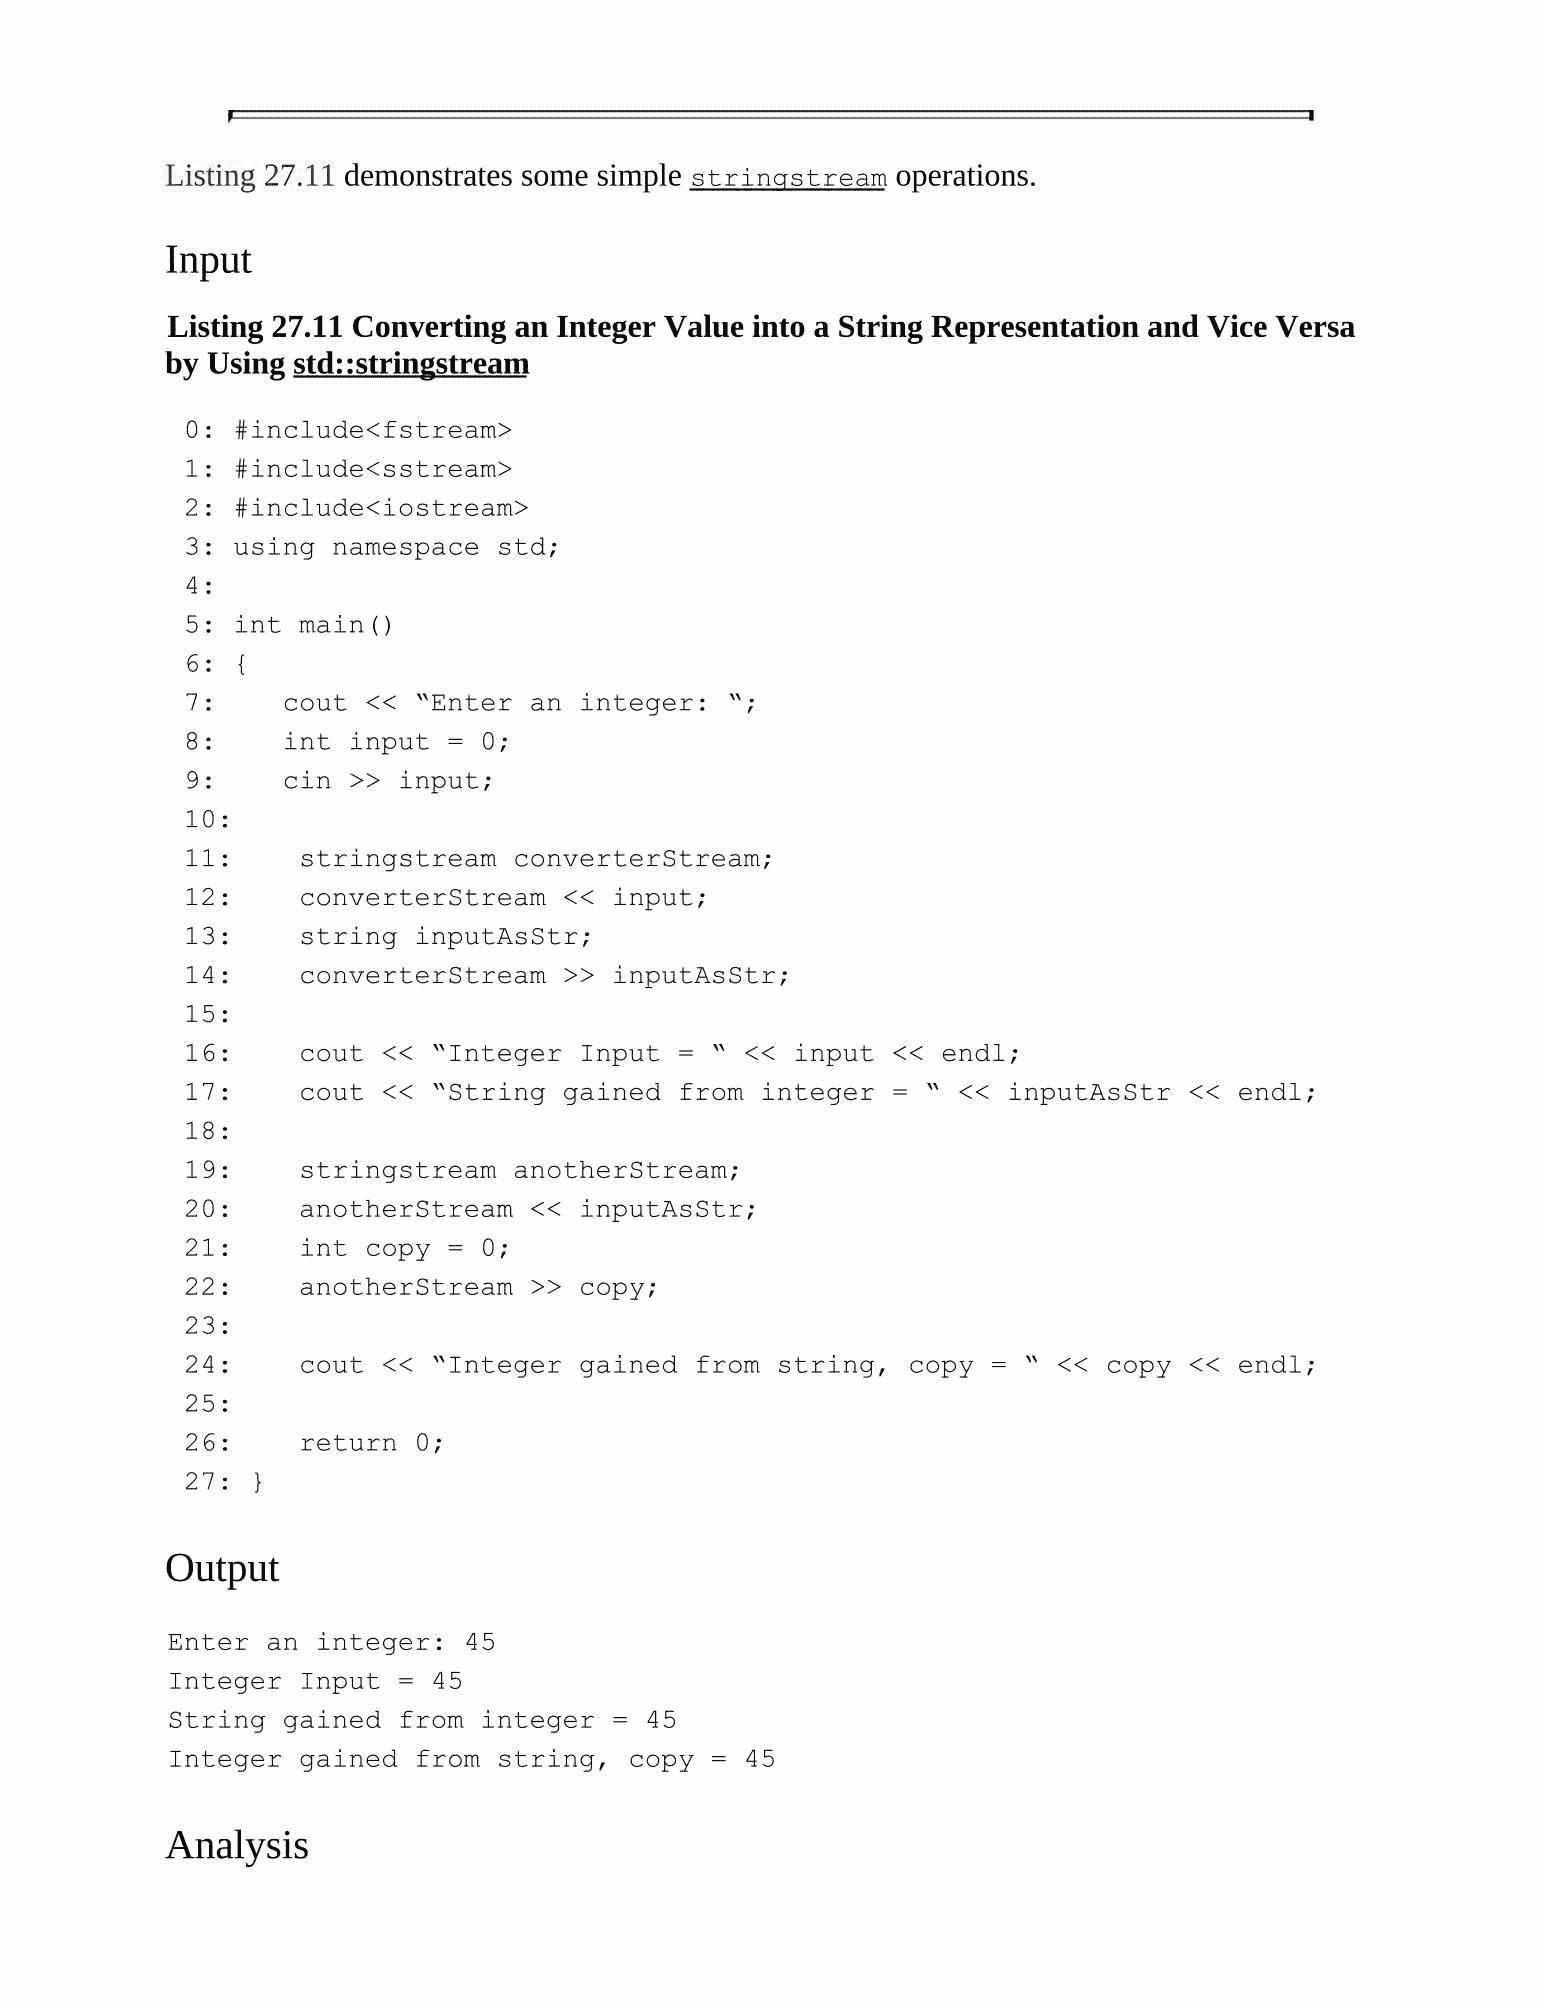 Listing 27.11 demonstrates some simple stringstream operations.
Input
Listing 27.11 Converting an Integer Value into a String Representation and Vice Versa
by Using std::stringstream
0: #include<fstream>
1: #include<sstream>
2: #include<iostream>
3: using namespace std;
4:
5: int main()
6: {
7:    cout << “Enter an integer: “;
8:    int input = 0;
9:    cin >> input;
10:
11:    stringstream converterStream;
12:    converterStream << input;
13:    string inputAsStr;
14:    converterStream >> inputAsStr;
15:
16:    cout << “Integer Input = “ << input << endl;
17:    cout << “String gained from integer = “ << inputAsStr << endl;
18:
19:    stringstream anotherStream;
20:    anotherStream << inputAsStr;
21:    int copy = 0;
22:    anotherStream >> copy;
23:
24:    cout << “Integer gained from string, copy = “ << copy << endl;
25:
26:    return 0;
27: }
Output
Enter an integer: 45
Integer Input = 45
String gained from integer = 45
Integer gained from string, copy = 45
Analysis